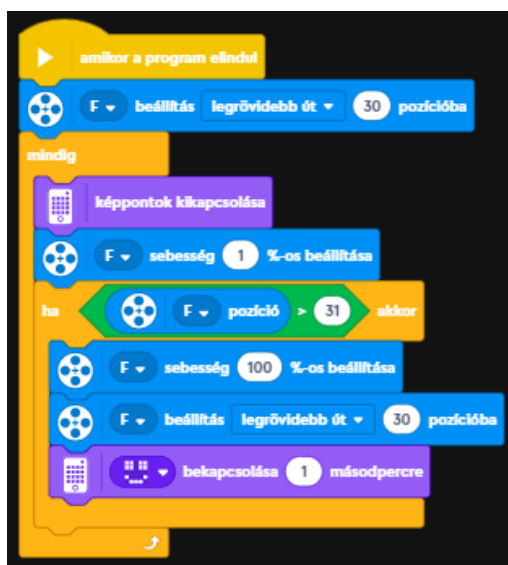 amikor a program elindul
F beállítás legrövidebb út 30 pozícióba
mindig
képpontok kikapcsolása
F sebesség 1 %-os beállítása
ha F pozíció > 31 akkor
F sebesség 100 %-os beállítása
F beállítás legrövidebb út 30 pozícióba
bekapcsolása 1 másodpercre